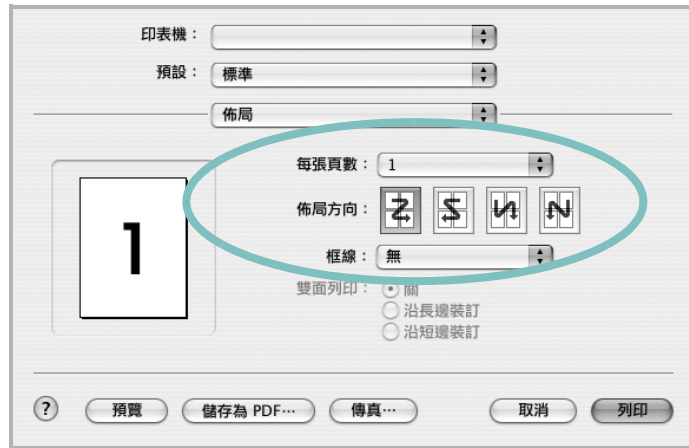 印表機：
預設： 標準
佈局
每張頁數： 1
佈局方向：
框線： 無
雙面列印： 關
沿長邊裝訂
沿短邊裝訂
1
? 預覽 儲存為 PDF… 傳真… 取消 列印